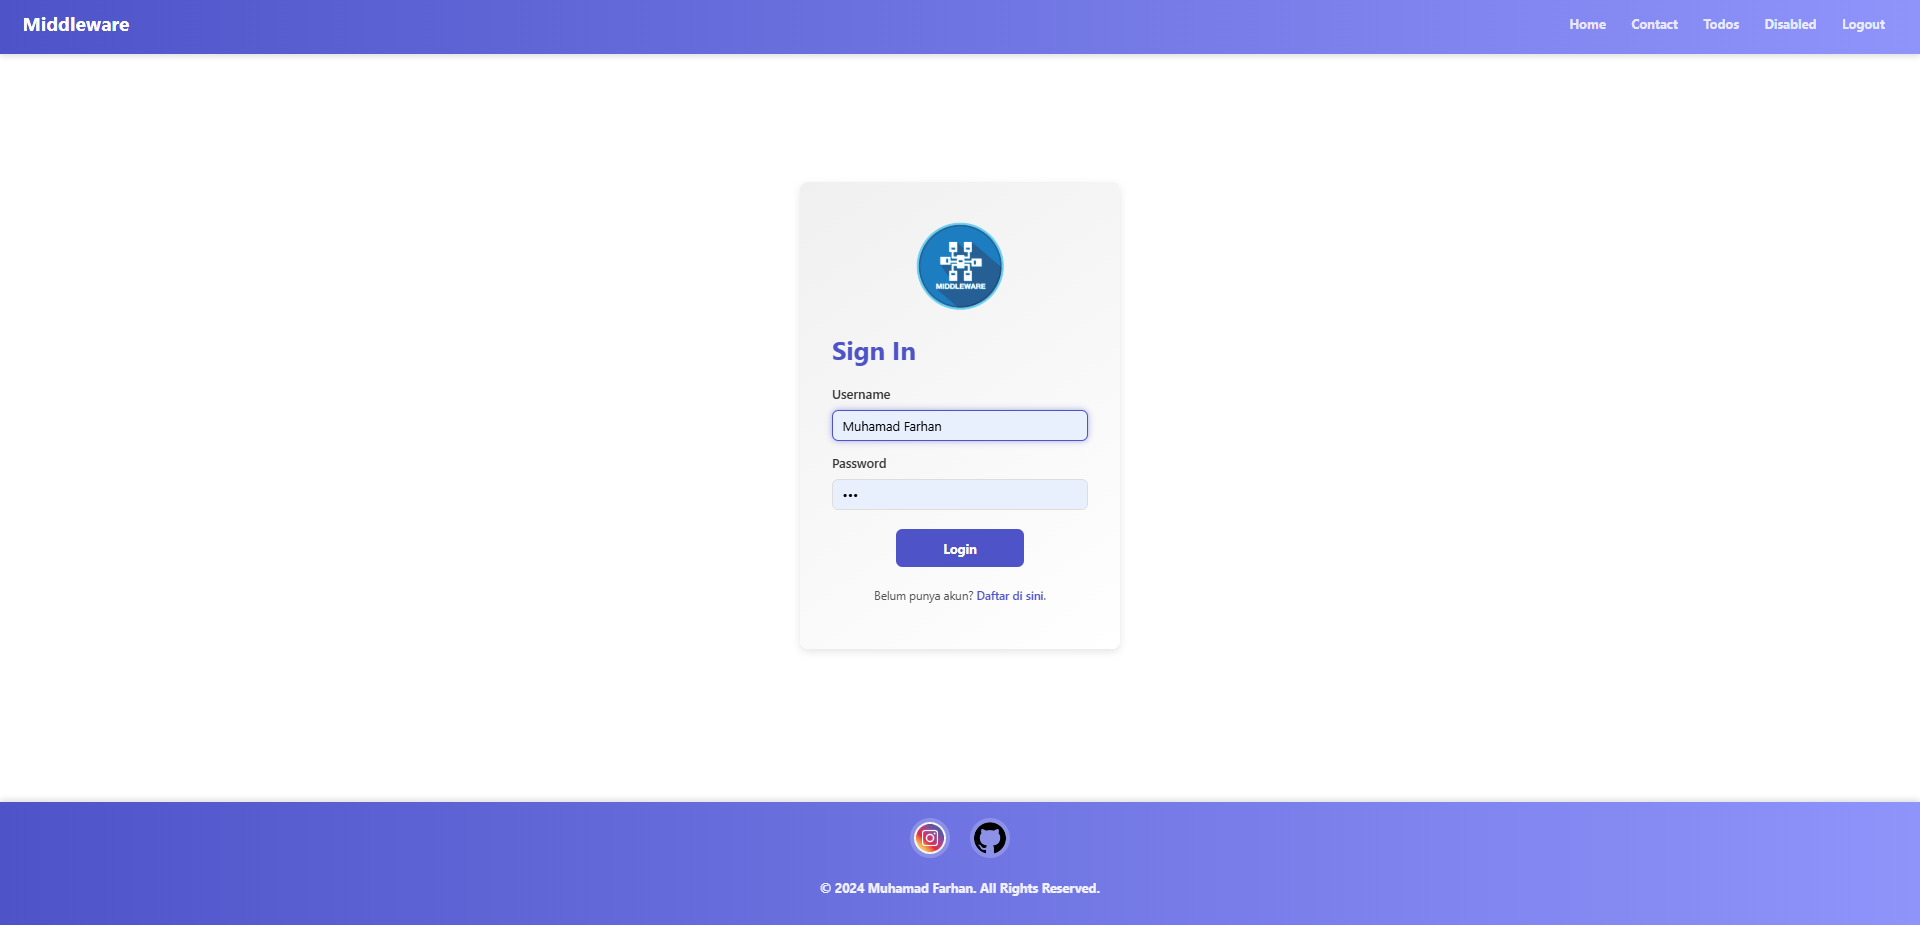 Middleware
Home Contact Todos Disabled Logout
MIDDLEWARE
Sign In
Username
Muhamad Farhan
Password
•••
Login
Belum punya akun? Daftar di sini.
© 2024 Muhamad Farhan. All Rights Reserved.